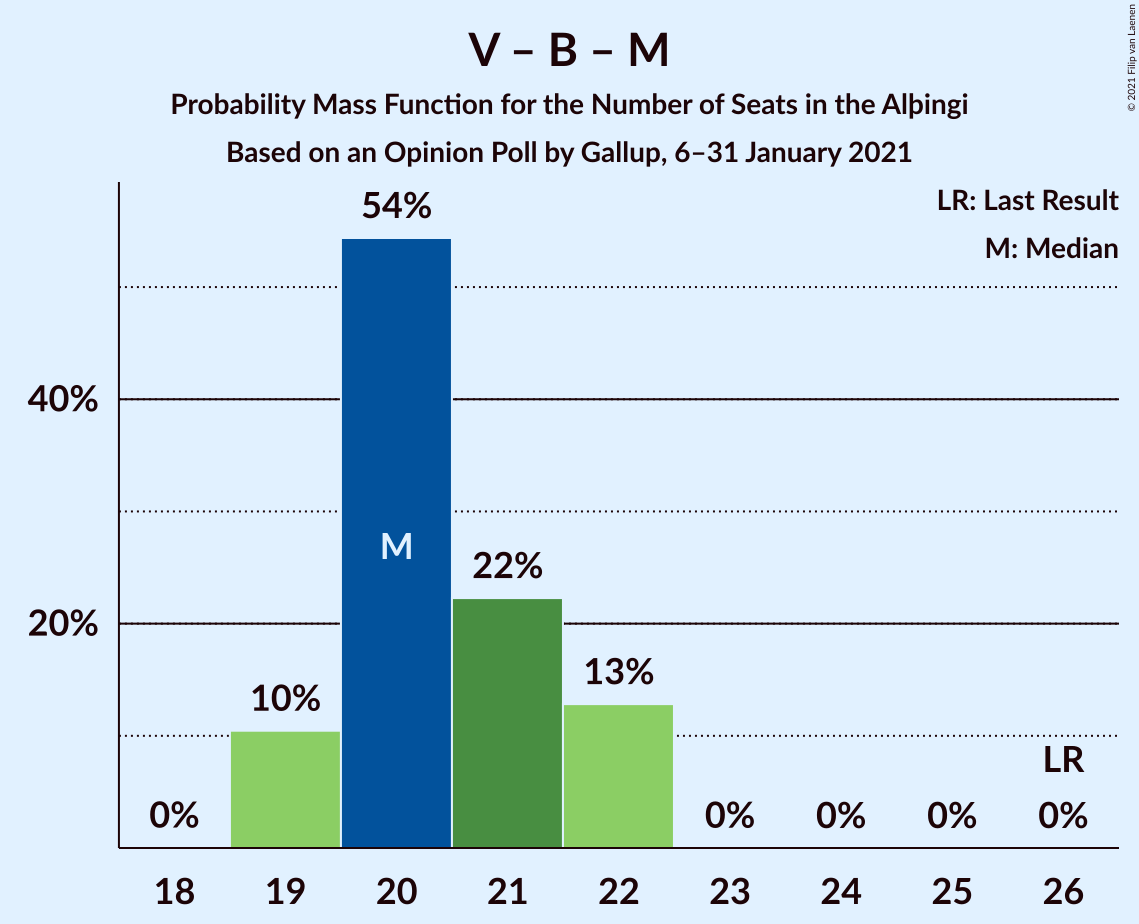 V – B – M
Probability Mass Function for the Number of Seats in the Alþingi
Based on an Opinion Poll by Gallup, 6–31 January 2021
© 2021 Filip van Laenen
LR: Last Result
M: Median
54%
40%
M
22%
20%
13%
10%
LR
0%
0%
0%
0%
0%
18
19
20
21
22
23
24
25
26